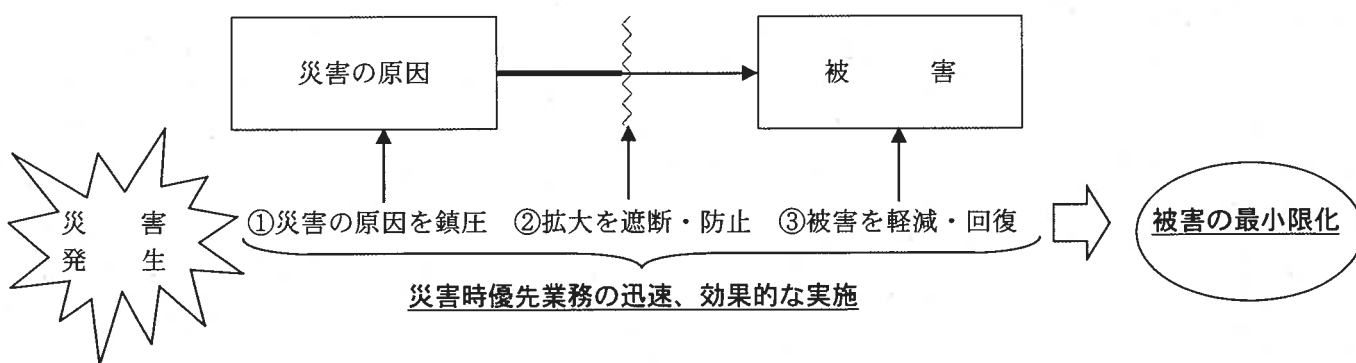 災害の原因
被　　害
災　　害
発　　生
①災害の原因を鎮圧　②拡大を遮断・防止　③被害を軽減・回復
被害の最小限化
災害時優先業務の迅速、効果的な実施